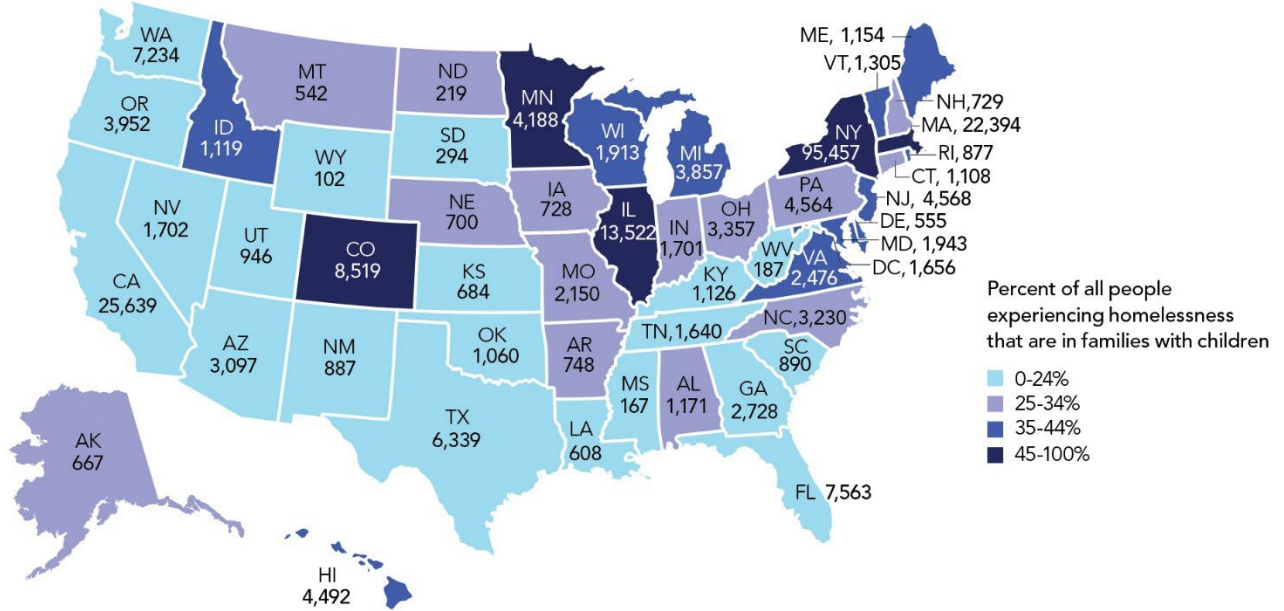 WA
7,234
OR
3,952
CA
25,639
ID
1,119
NV
1,702
MT
542
WY
102
UT
946
AZ
3,097
CO
8,519
NM
887
ND
219
SD
294
NE
700
KS
684
OK
1,060
TX
6,339
MN
4,188
IA
728
MO
2,150
AR
748
LA
608
WI
1,913
IL
13,522
MI
3,857
IN
1,701
OH
3,357
KY
1,126
TN, 1,640
MS
167
AL
1,171
GA
2,728
FL 7,563
SC
890
NC, 3,230
VA
2,476
WV
187
PA
4,564
NY
95,457
ME, 1,154
VT, 1,305
NH, 729
MA, 22,394
RI, 877
CT, 1,108
NJ, 4,568
DE, 555
MD, 1,943
DC, 1,656
AK
667
HI
4,492
Percent of all people
experiencing homelessness
that are in families with children
0-24%
25-34%
35-44%
45-100%